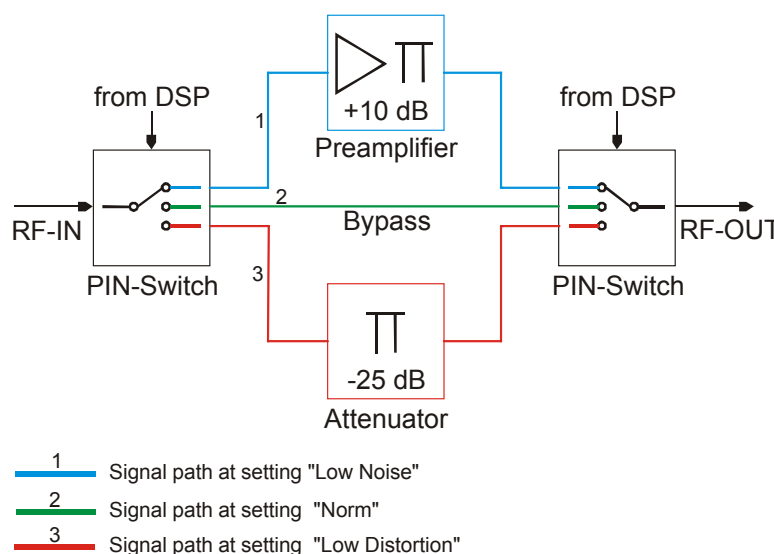 from DSP
+10 dB
Preamplifier
from DSP
1
2
RF-IN
Bypass
RF-OUT
PIN-Switch
3
PIN-Switch
-25 dB
Attenuator
1 Signal path at setting "Low Noise"
2 Signal path at setting "Norm"
3 Signal path at setting "Low Distortion"